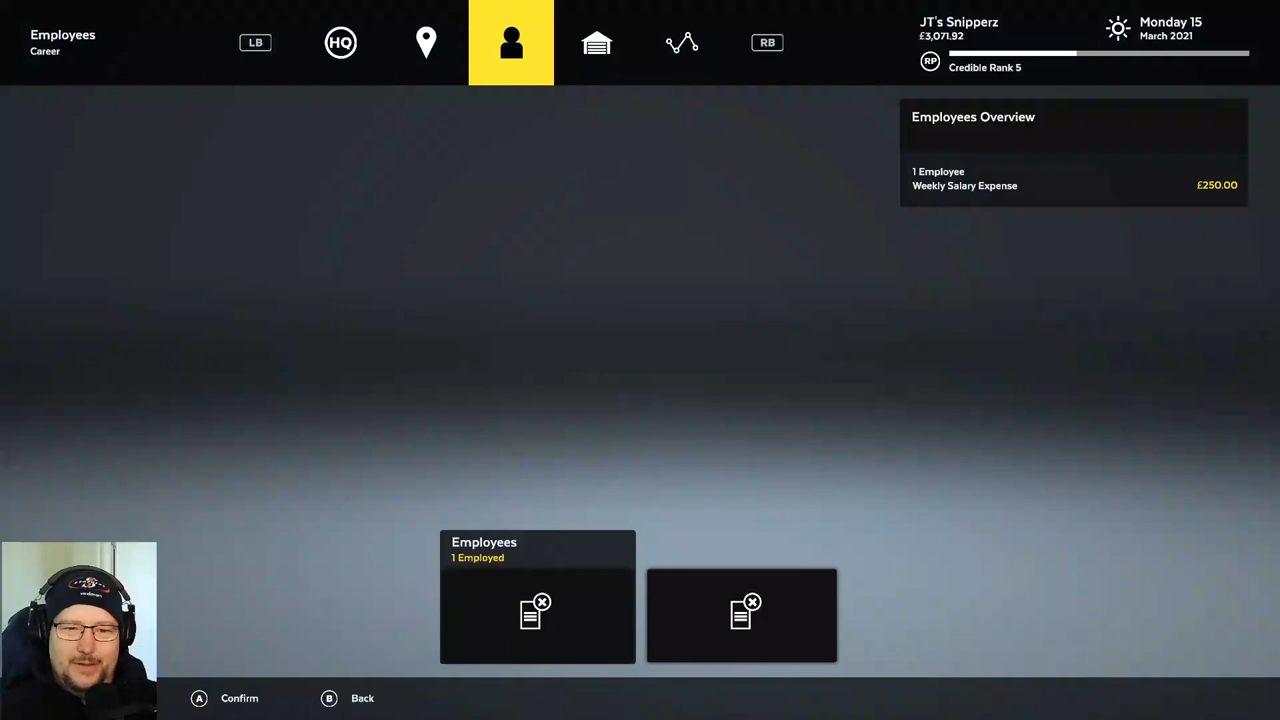 Employees
Career
LB
HQ
RB
JT's Snipperz
£3,071.92
RP
Credible Rank 5
Monday 15
March 2021
Employees Overview
1 Employee
Weekly Salary Expense £250.00
Employees
1 Employed
A Confirm
B Back